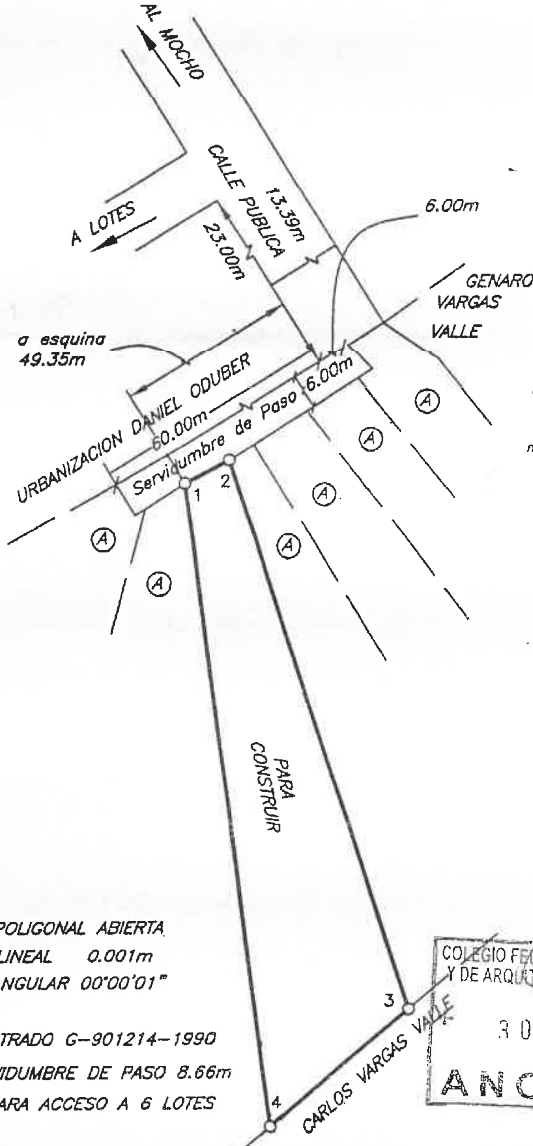 AL MOCHO
CALLE PUBLICA
13.39m
23.00m
6.00m
A LOTES
GENARO
VARGAS
VALLE
a esquina
49.35m
URBANIZACION DANIEL ODUBER
60.00m
Servidumbre de Paso
6.00m
A
A
A
A
A
A
1
2
PARA
CONSTRUIR
POLIGONAL ABIERTA
LINEAL 0.001m
NGULAR 00°00'01"
TRADO G-901214-1990
VIDUMBRE DE PASO 8.66m
ARA ACCESO A 6 LOTES
3
4
CARLOS VARGAS VALLE
COLEGIO FE
Y DE ARQU
3 0
A N C